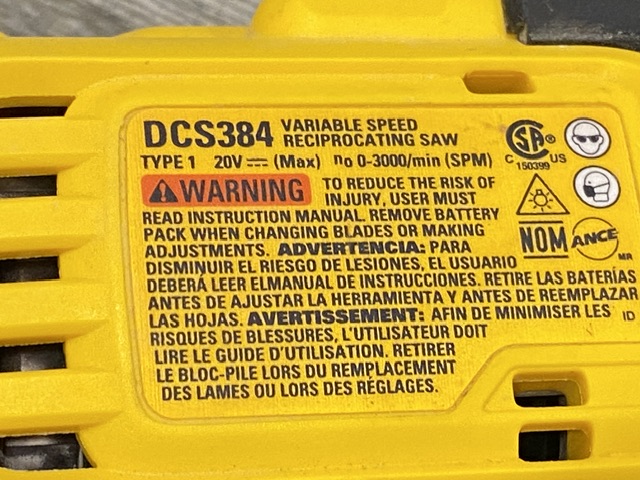 DCS384 VARIABLE SPEED
RECIPROCATING SAW
TYPE 1 20V ⎓ (Max) no 0-3000/min (SPM)
WARNING TO REDUCE THE RISK OF
INJURY, USER MUST
READ INSTRUCTION MANUAL. REMOVE BATTERY
PACK WHEN CHANGING BLADES OR MAKING
ADJUSTMENTS. ADVERTENCIA: PARA
DISMINUIR EL RIESGO DE LESIONES, EL USUARIO
DEBERÁ LEER ELMANUAL DE INSTRUCCIONES. RETIRE LAS BATERÍAS
ANTES DE AJUSTAR LA HERRAMIENTA Y ANTES DE REEMPLAZAR
LAS HOJAS. AVERTISSEMENT: AFIN DE MINIMISER LES
RISQUES DE BLESSURES, L'UTILISATEUR DOIT
LIRE LE GUIDE D'UTILISATION. RETIRER
LE BLOC-PILE LORS DU REMPLACEMENT
DES LAMES OU LORS DES RÉGLAGES.
CSA ®
C 150399 US
NOM ANCE
MR
ID